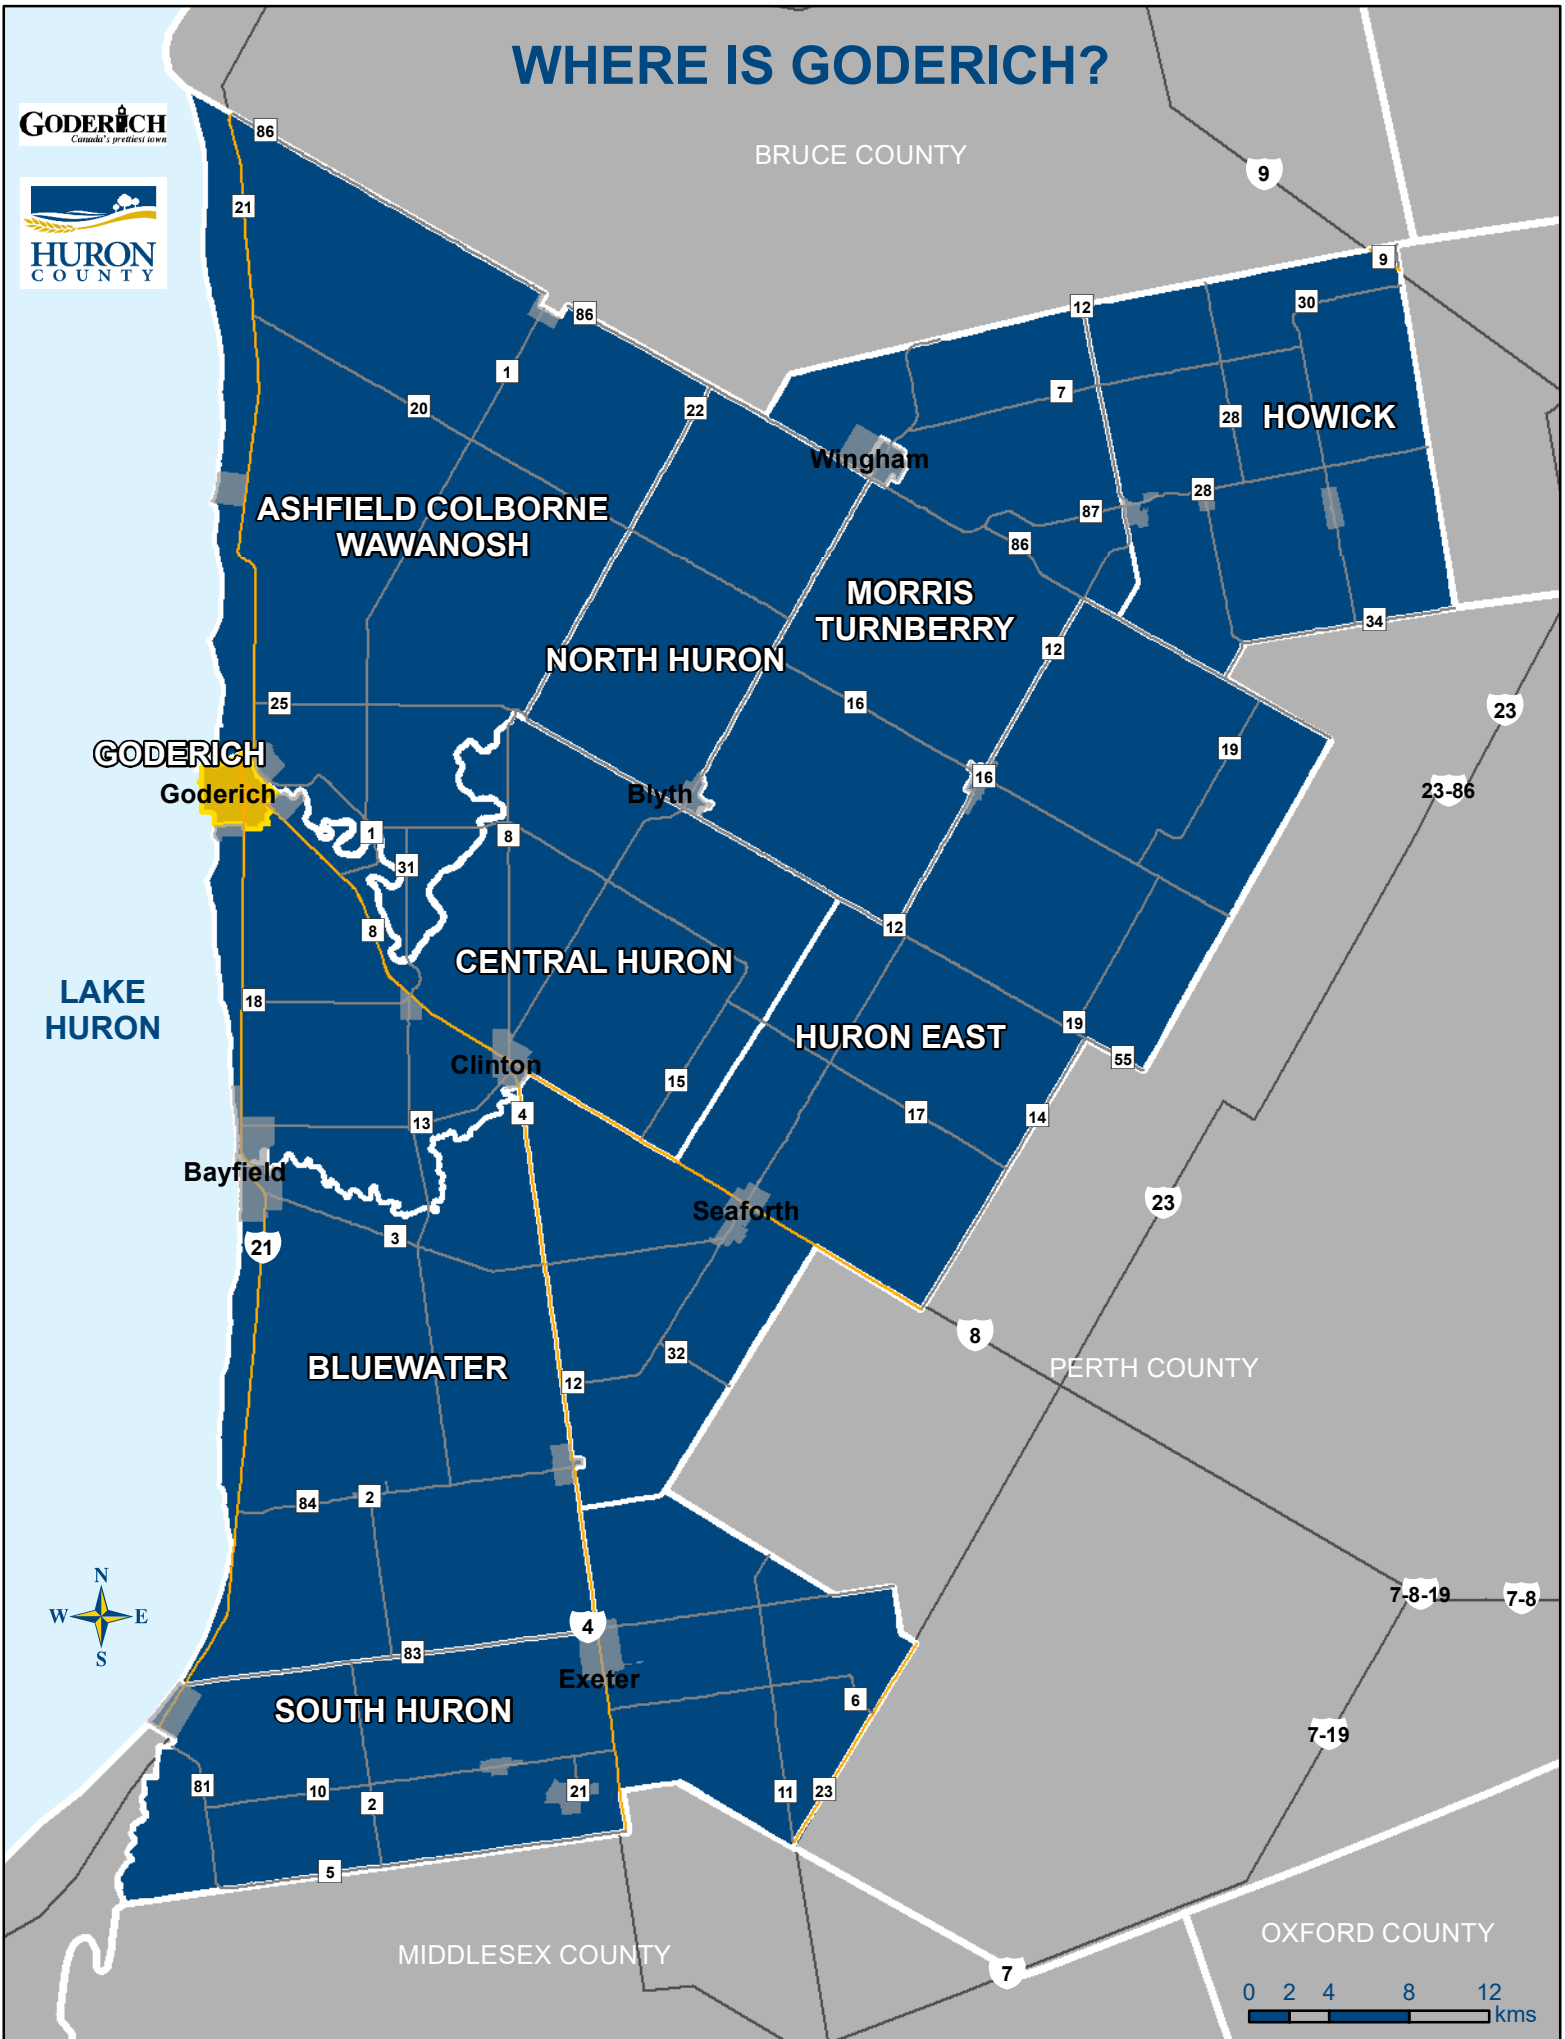 WHERE IS GODERICH?
GODERICH
Canada's prettiest town
HURON
COUNTY
BRUCE COUNTY
86
9
21
9
30
12
86
1
7
20
22
28
HOWICK
Wingham
28
ASHFIELD COLBORNE
WAWANOSH
87
86
MORRIS
TURNBERRY
34
12
NORTH HURON
25
16
23
19
GODERICH
16
Goderich
Blyth
23-86
1
8
31
8
12
CENTRAL HURON
LAKE
HURON
18
19
HURON EAST
55
Clinton
15
4
17
14
13
Bayfield
23
Seaforth
3
21
8
32
BLUEWATER
PERTH COUNTY
12
84
2
N
W
E
S
7-8-19
7-8
4
83
Exeter
SOUTH HURON
6
7-19
81
10
2
21
11
23
5
OXFORD COUNTY
MIDDLESEX COUNTY
7
0 2 4 8 12
kms